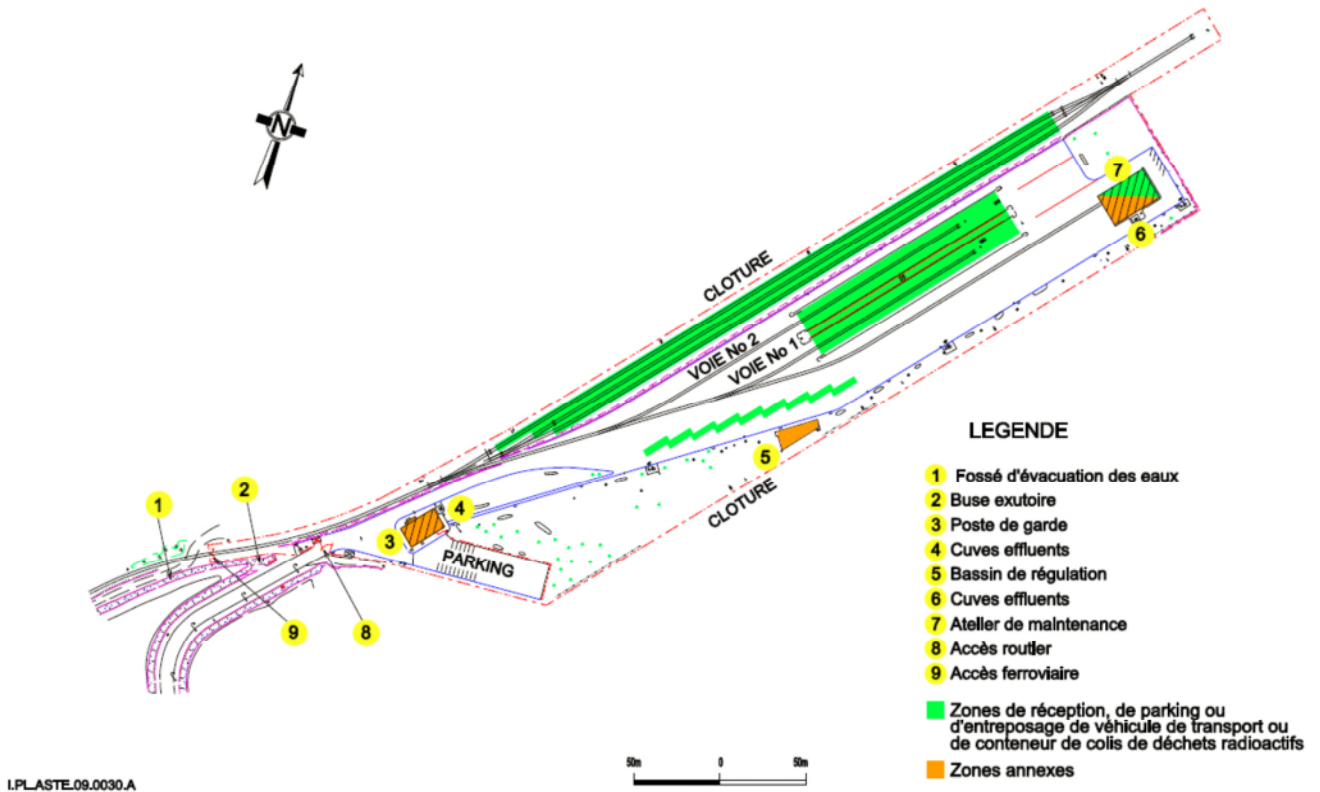 N
CLOTURE
VOIE No 2
VOIE No 1
7
6
5
CLOTURE
1
2
3
4
PARKING
9
8
LEGENDE
1 Fossé d'évacuation des eaux
2 Buse exutoire
3 Poste de garde
4 Cuves effluents
5 Bassin de régulation
6 Cuves effluents
7 Atelier de maintenance
8 Accès routier
9 Accès ferroviaire
Zones de réception, de parking ou
d'entreposage de véhicule de transport ou
de conteneur de colis de déchets radioactifs
Zones annexes
50m 0 50m
I.PL_ASTE.09.0030.A